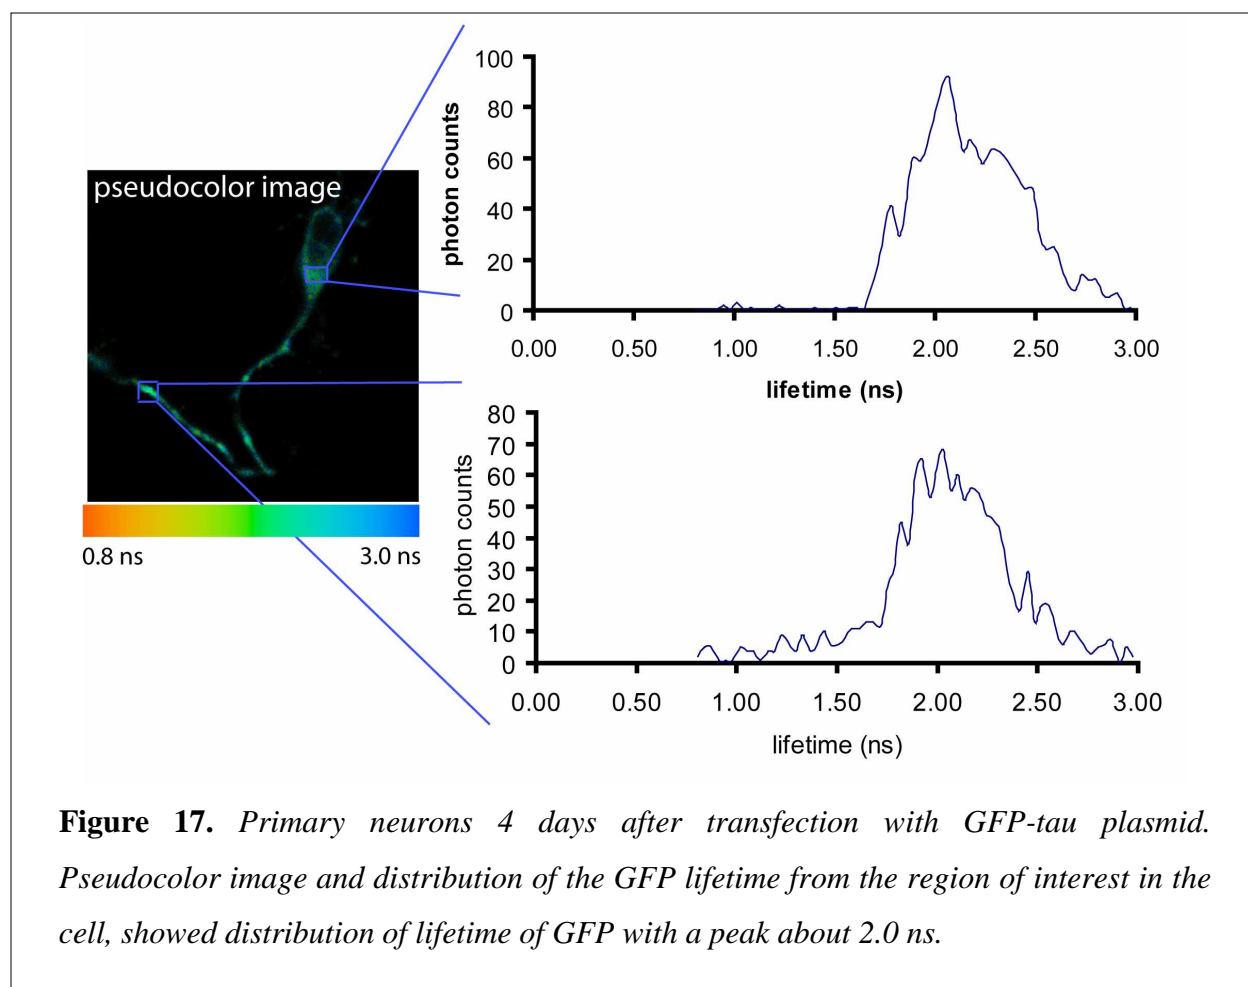 pseudocolor image
0.8 ns
3.0 ns
photon counts
100
80
60
40
20
0
0.00
0.50
1.00
1.50
2.00
2.50
3.00
lifetime (ns)
photon counts
80
70
60
50
40
30
20
10
0
0.00
0.50
1.00
1.50
2.00
2.50
3.00
lifetime (ns)
Figure 17. Primary neurons 4 days after transfection with GFP-tau plasmid.
Pseudocolor image and distribution of the GFP lifetime from the region of interest in the
cell, showed distribution of lifetime of GFP with a peak about 2.0 ns.